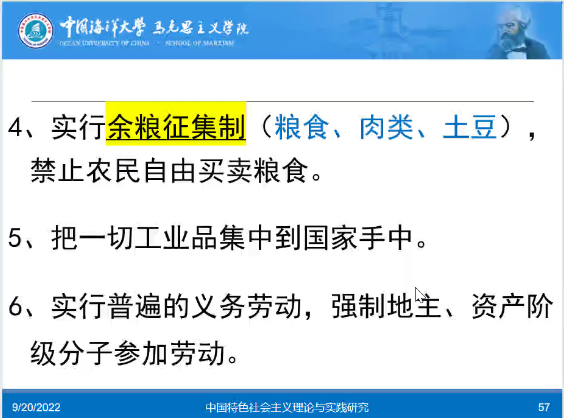 中国海洋大学 马克思主义学院
OCEAN UNIVERSITY OF CHINA · SCHOOL OF MARXISM
4、实行余粮征集制（粮食、肉类、土豆），
禁止农民自由买卖粮食。
5、把一切工业品集中到国家手中。
6、实行普遍的义务劳动，强制地主、资产阶
级分子参加劳动。
9/20/2022 中国特色社会主义理论与实践研究 57